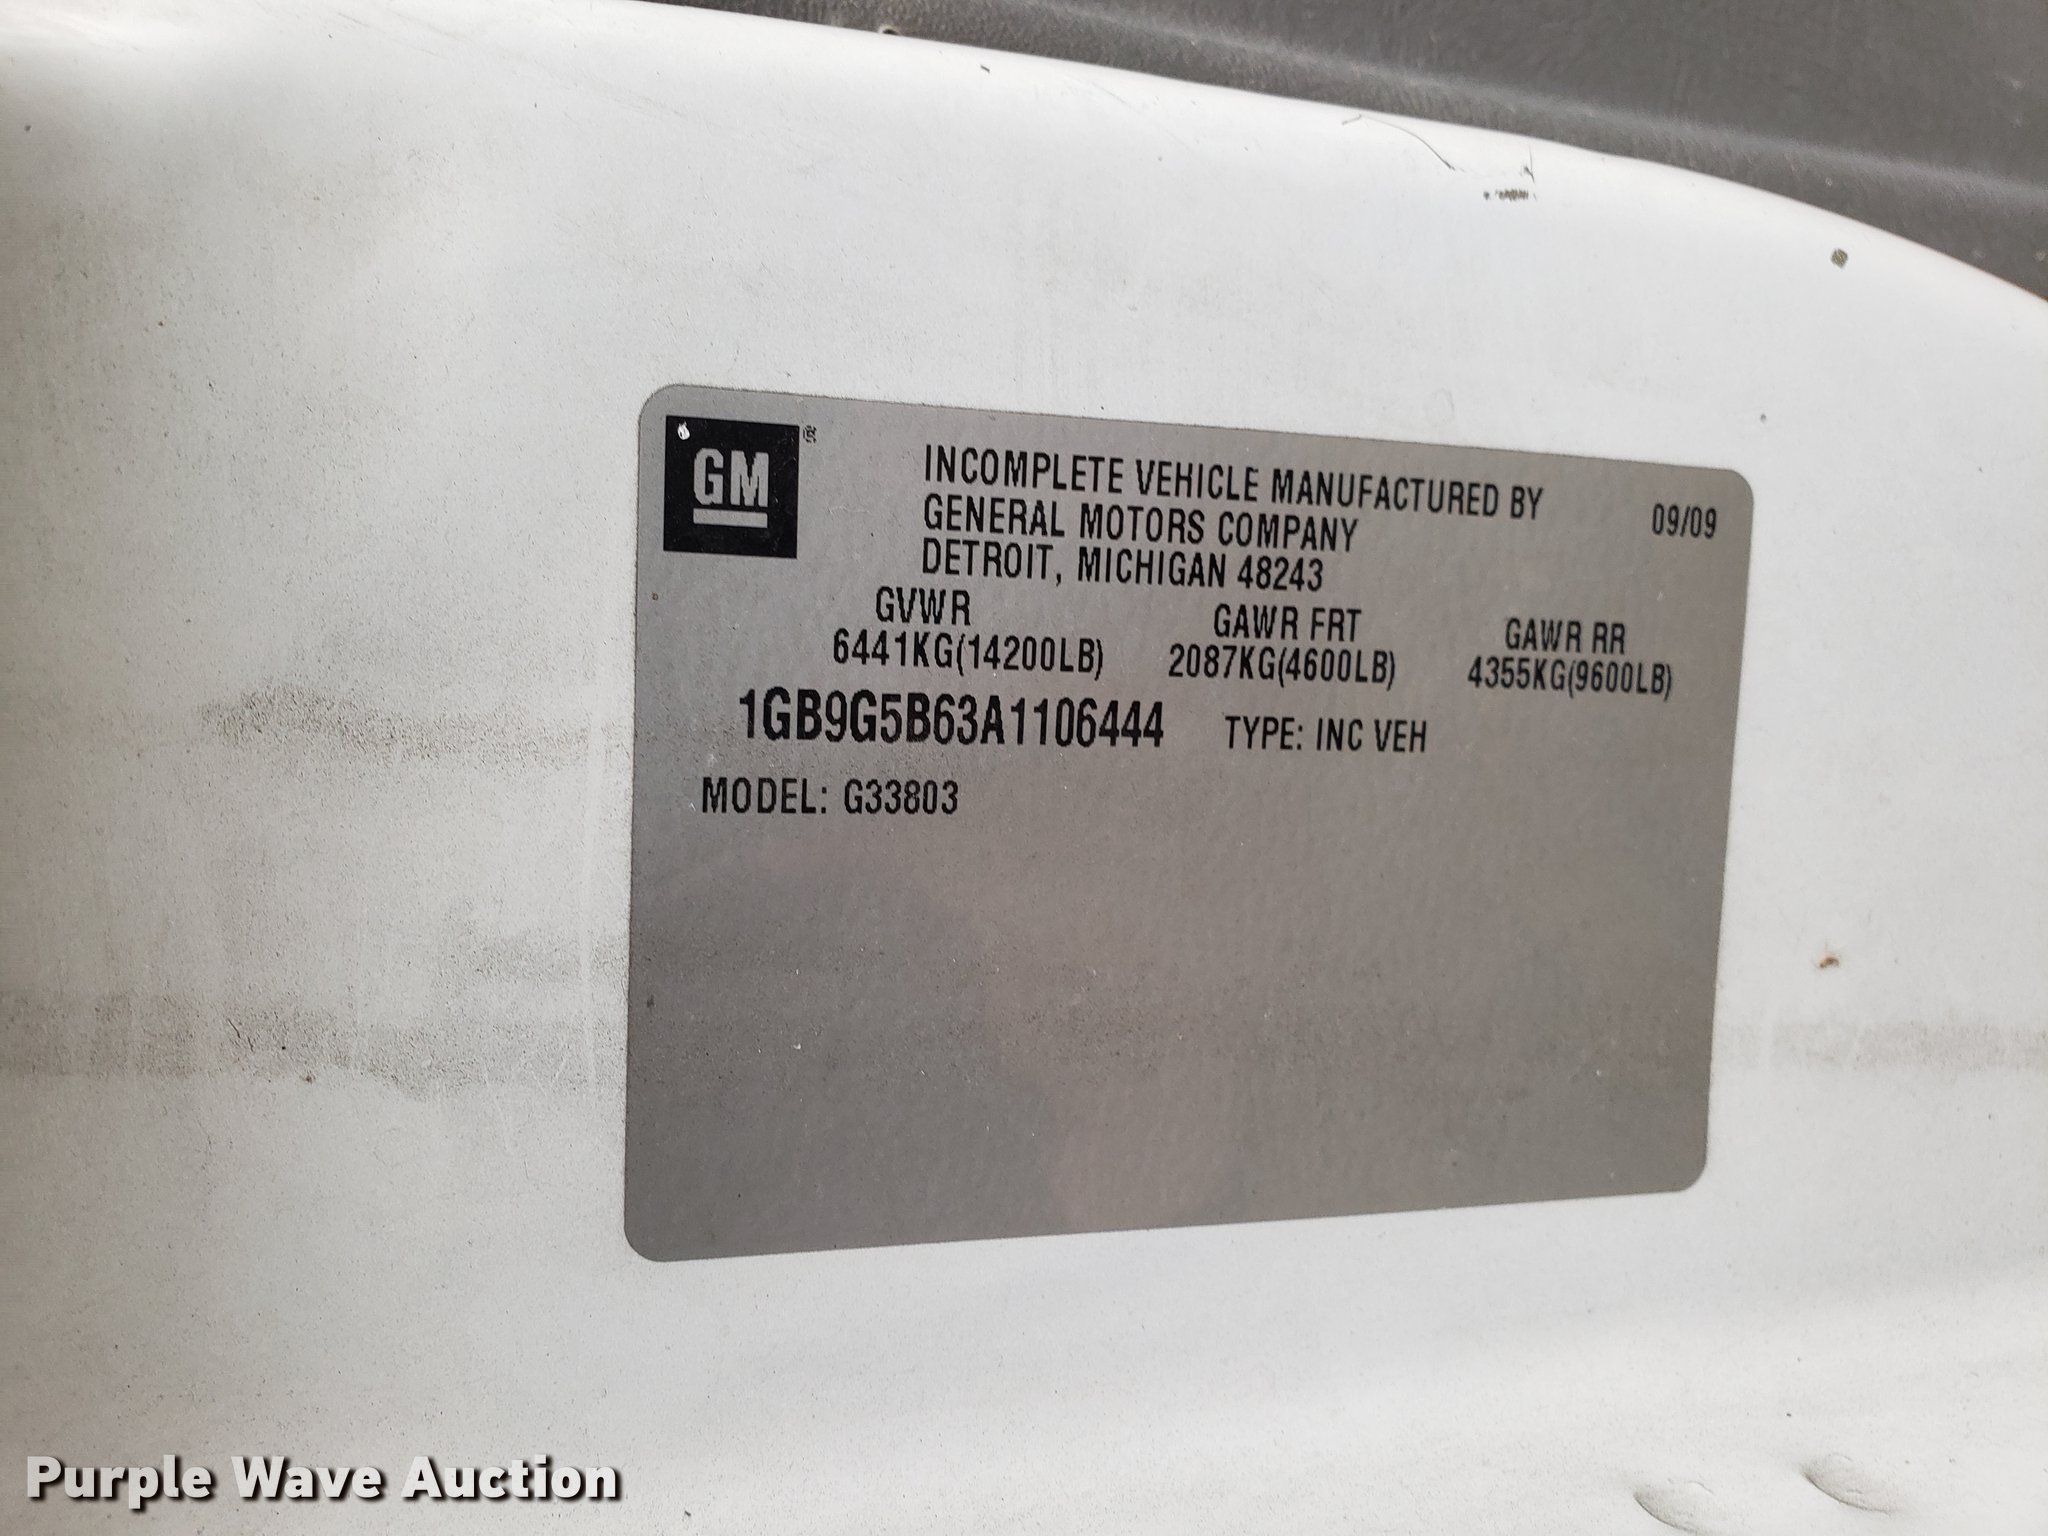 GM ®
INCOMPLETE VEHICLE MANUFACTURED BY
GENERAL MOTORS COMPANY
DETROIT, MICHIGAN 48243
09/09
GVWR GAWR FRT GAWR RR
6441KG(14200LB) 2087KG(4600LB) 4355KG(9600LB)
1GB9G5B63A1106444 TYPE: INC VEH
MODEL: G33803
Purple Wave Auction